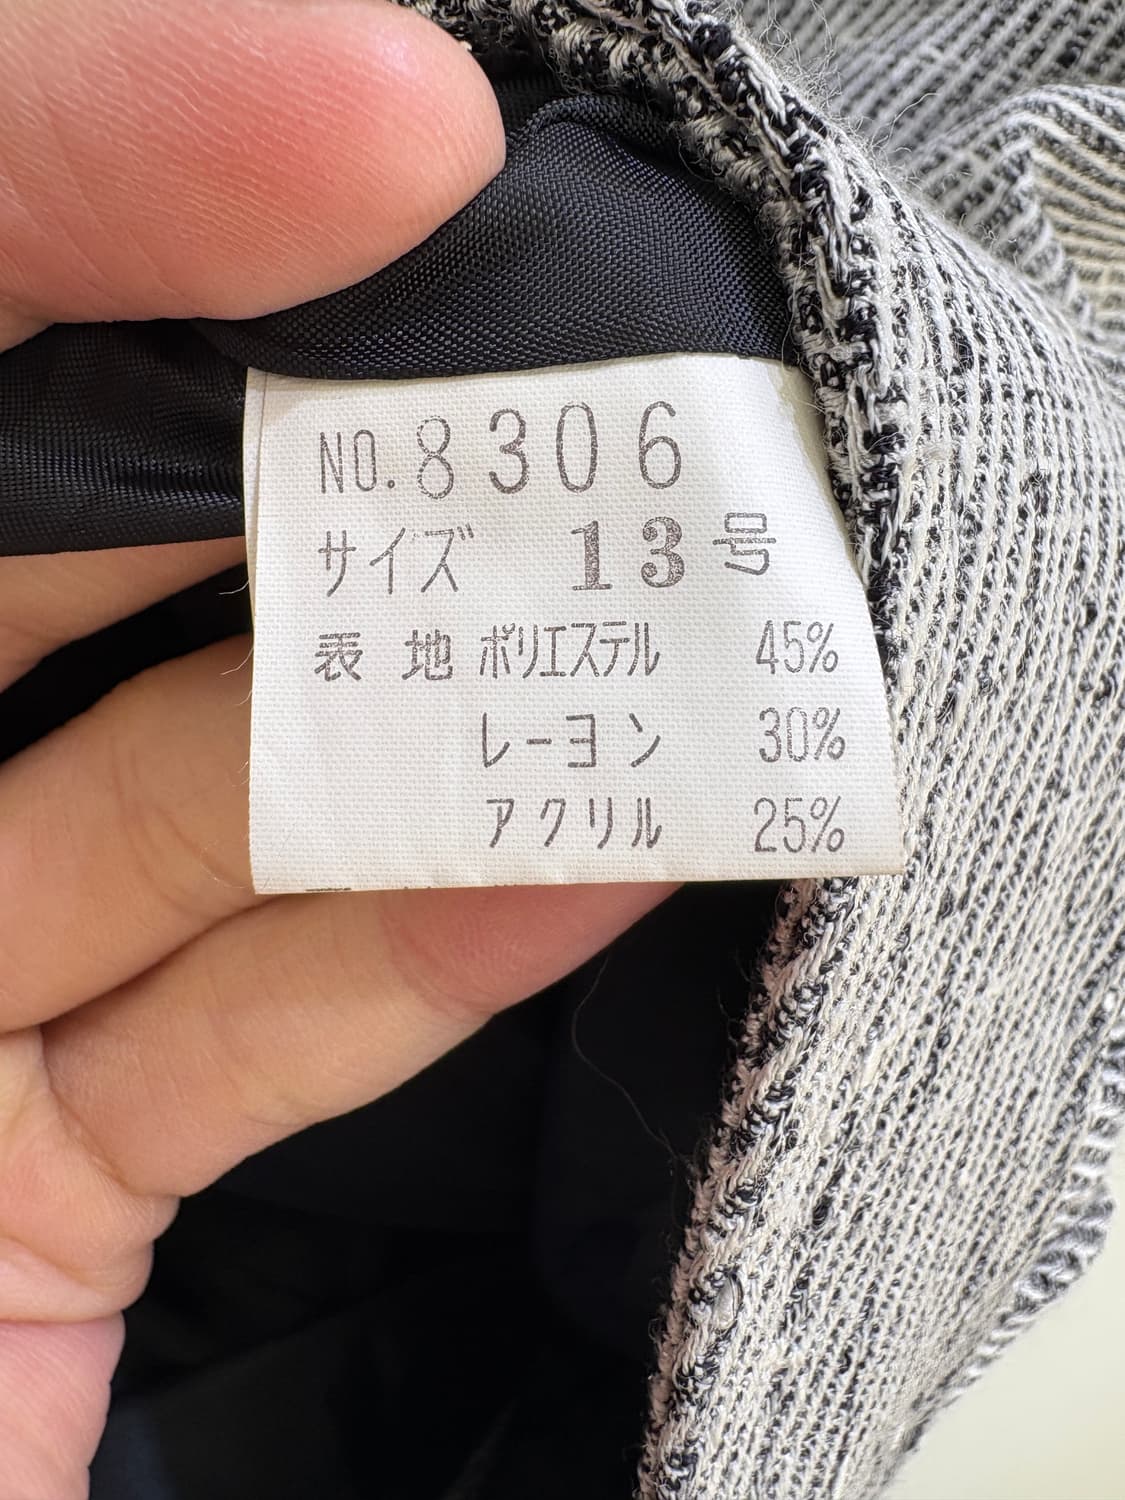 NO. 8306
サイズ 13号
表地 ポリエステル 45%
レーヨン 30%
アクリル 25%